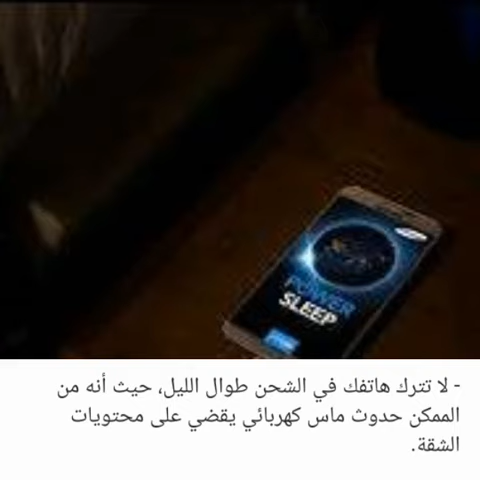 POWER
SLEEP
- لا تترك هاتفك في الشحن طوال الليل، حيث أنه من
الممكن حدوث ماس كهربائي يقضي على محتويات
الشقة.